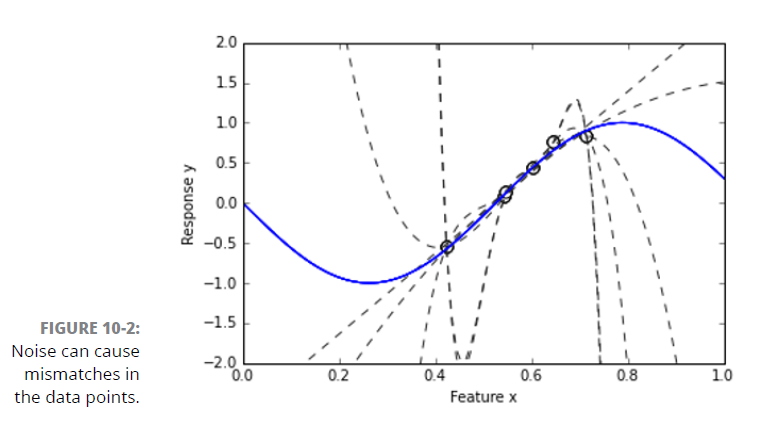 2.0
1.5
1.0
0.5
0.0
−0.5
−1.0
−1.5
−2.0
Response y
0.0 0.2 0.4 0.6 0.8 1.0
Feature x
FIGURE 10-2:
Noise can cause
mismatches in
the data points.